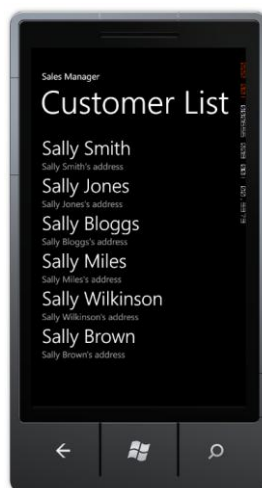 Sales Manager
Customer List
Sally Smith
Sally Smith's address
Sally Jones
Sally Jones's address
Sally Bloggs
Sally Bloggs's address
Sally Miles
Sally Miles's address
Sally Wilkinson
Sally Wilkinson's address
Sally Brown
Sally Brown's address